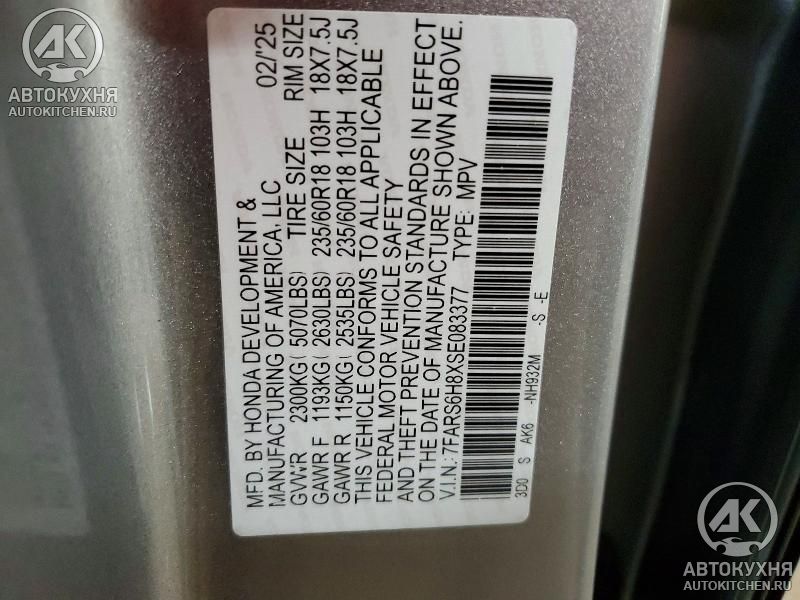 AK
АВТОКУХНЯ
AUTOKITCHEN.RU
MFD. BY HONDA DEVELOPMENT & 02/'25
MANUFACTURING OF AMERICA, LLC
GVWR 2300KG( 5070LBS) TIRE SIZE RIM SIZE
GAWR F 1193KG( 2630LBS) 235/60R18 103H 18X7.5J
GAWR R 1150KG( 2535LBS) 235/60R18 103H 18X7.5J
THIS VEHICLE CONFORMS TO ALL APPLICABLE
FEDERAL MOTOR VEHICLE SAFETY
AND THEFT PREVENTION STANDARDS IN EFFECT
ON THE DATE OF MANUFACTURE SHOWN ABOVE.
V.I.N.: 7FARS6H8XSE083377 TYPE: MPV
3D0 S AK6 -NH932M -S -E
AK
АВТОКУХНЯ
AUTOKITCHEN.RU